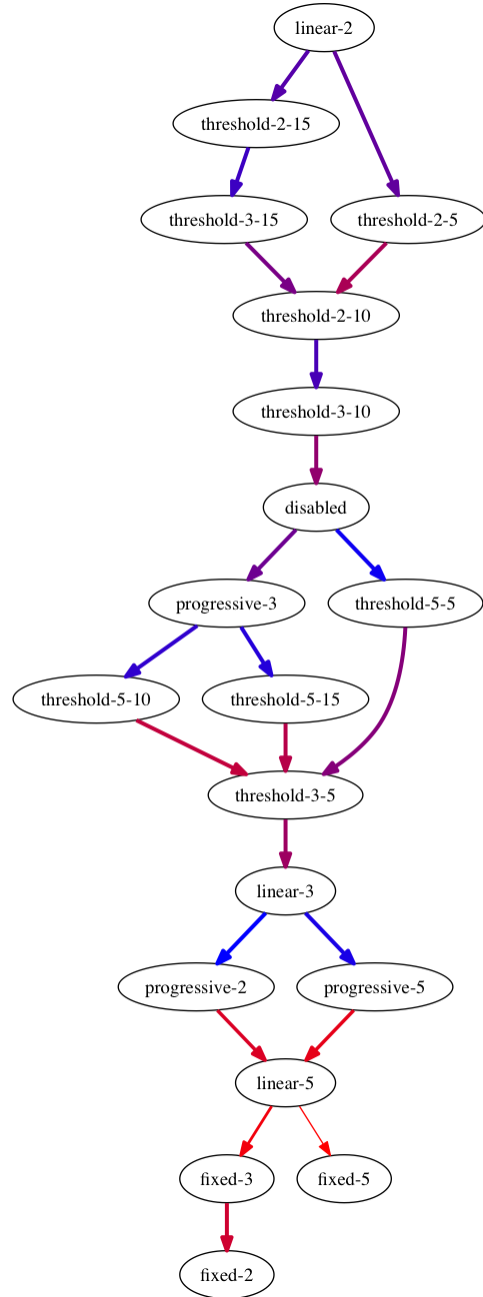 linear-2
threshold-2-15
threshold-3-15
threshold-2-5
threshold-2-10
threshold-3-10
disabled
progressive-3
threshold-5-5
threshold-5-10
threshold-5-15
threshold-3-5
linear-3
progressive-2
progressive-5
linear-5
fixed-3
fixed-5
fixed-2